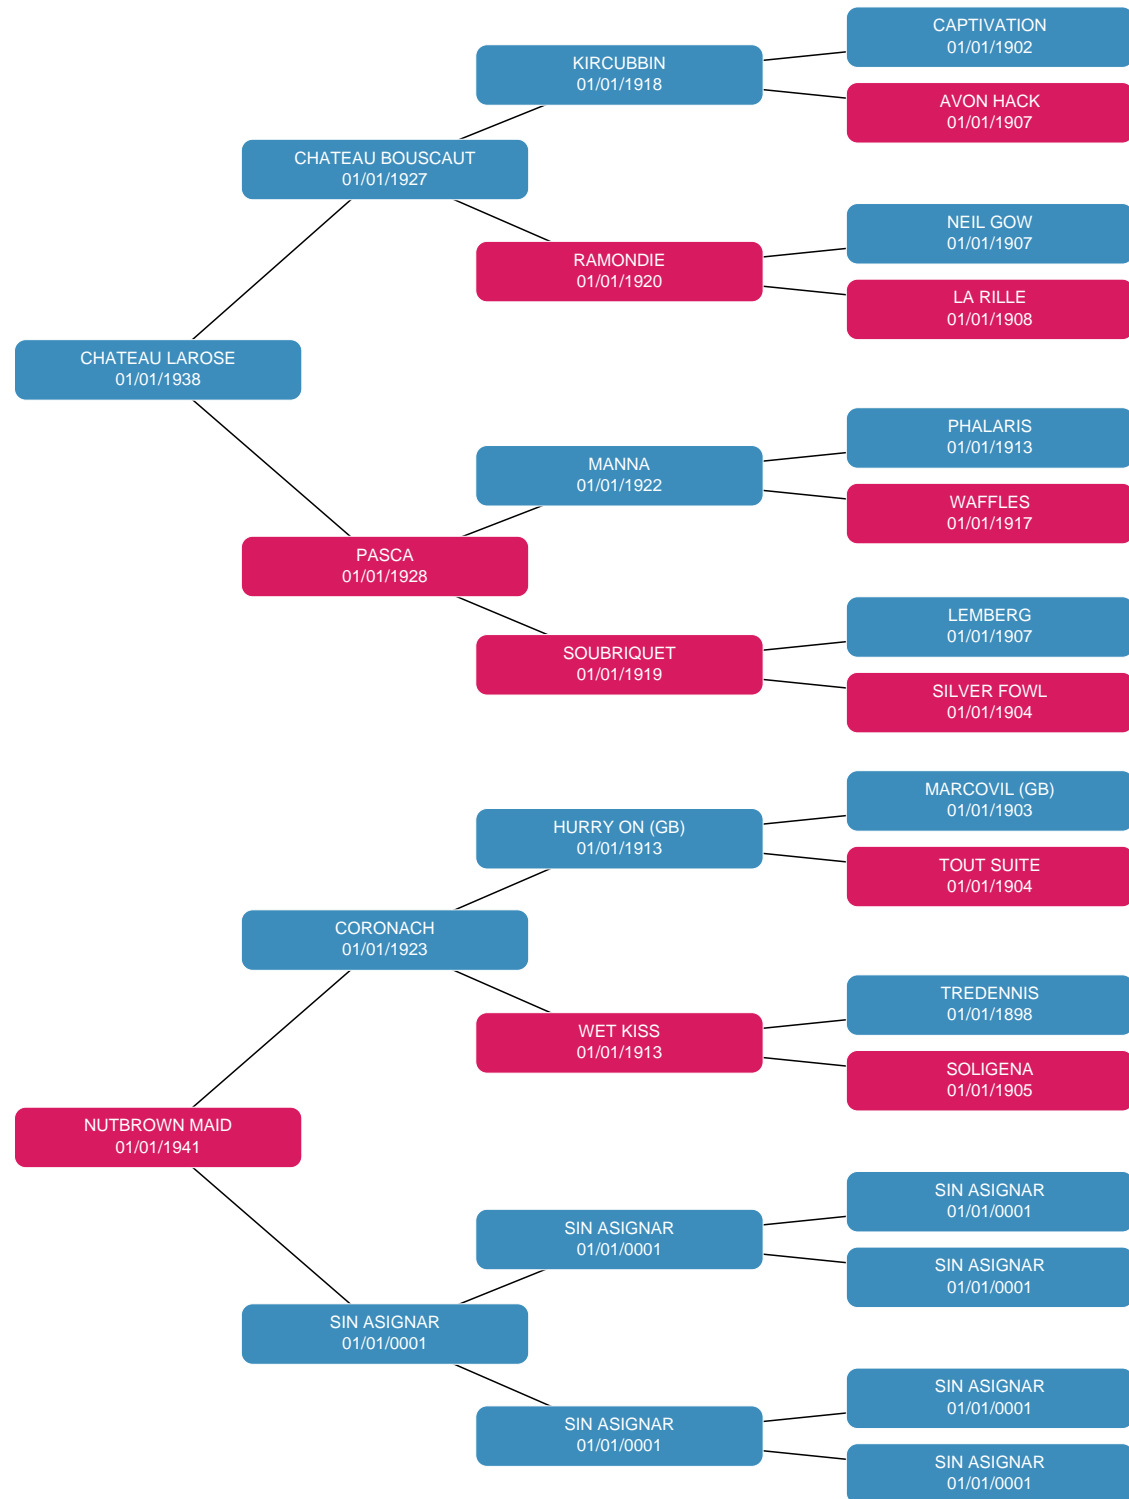 CAPTIVATION
01/01/1902
KIRCUBBIN
01/01/1918
AVON HACK
01/01/1907
CHATEAU BOUSCAUT
01/01/1927
NEIL GOW
01/01/1907
RAMONDIE
01/01/1920
LA RILLE
01/01/1908
CHATEAU LAROSE
01/01/1938
PHALARIS
01/01/1913
MANNA
01/01/1922
WAFFLES
01/01/1917
PASCA
01/01/1928
LEMBERG
01/01/1907
SOUBRIQUET
01/01/1919
SILVER FOWL
01/01/1904
MARCOVIL (GB)
01/01/1903
HURRY ON (GB)
01/01/1913
TOUT SUITE
01/01/1904
CORONACH
01/01/1923
TREDENNIS
01/01/1898
WET KISS
01/01/1913
SOLIGENA
01/01/1905
NUTBROWN MAID
01/01/1941
SIN ASIGNAR
01/01/0001
SIN ASIGNAR
01/01/0001
SIN ASIGNAR
01/01/0001
SIN ASIGNAR
01/01/0001
SIN ASIGNAR
01/01/0001
SIN ASIGNAR
01/01/0001
SIN ASIGNAR
01/01/0001